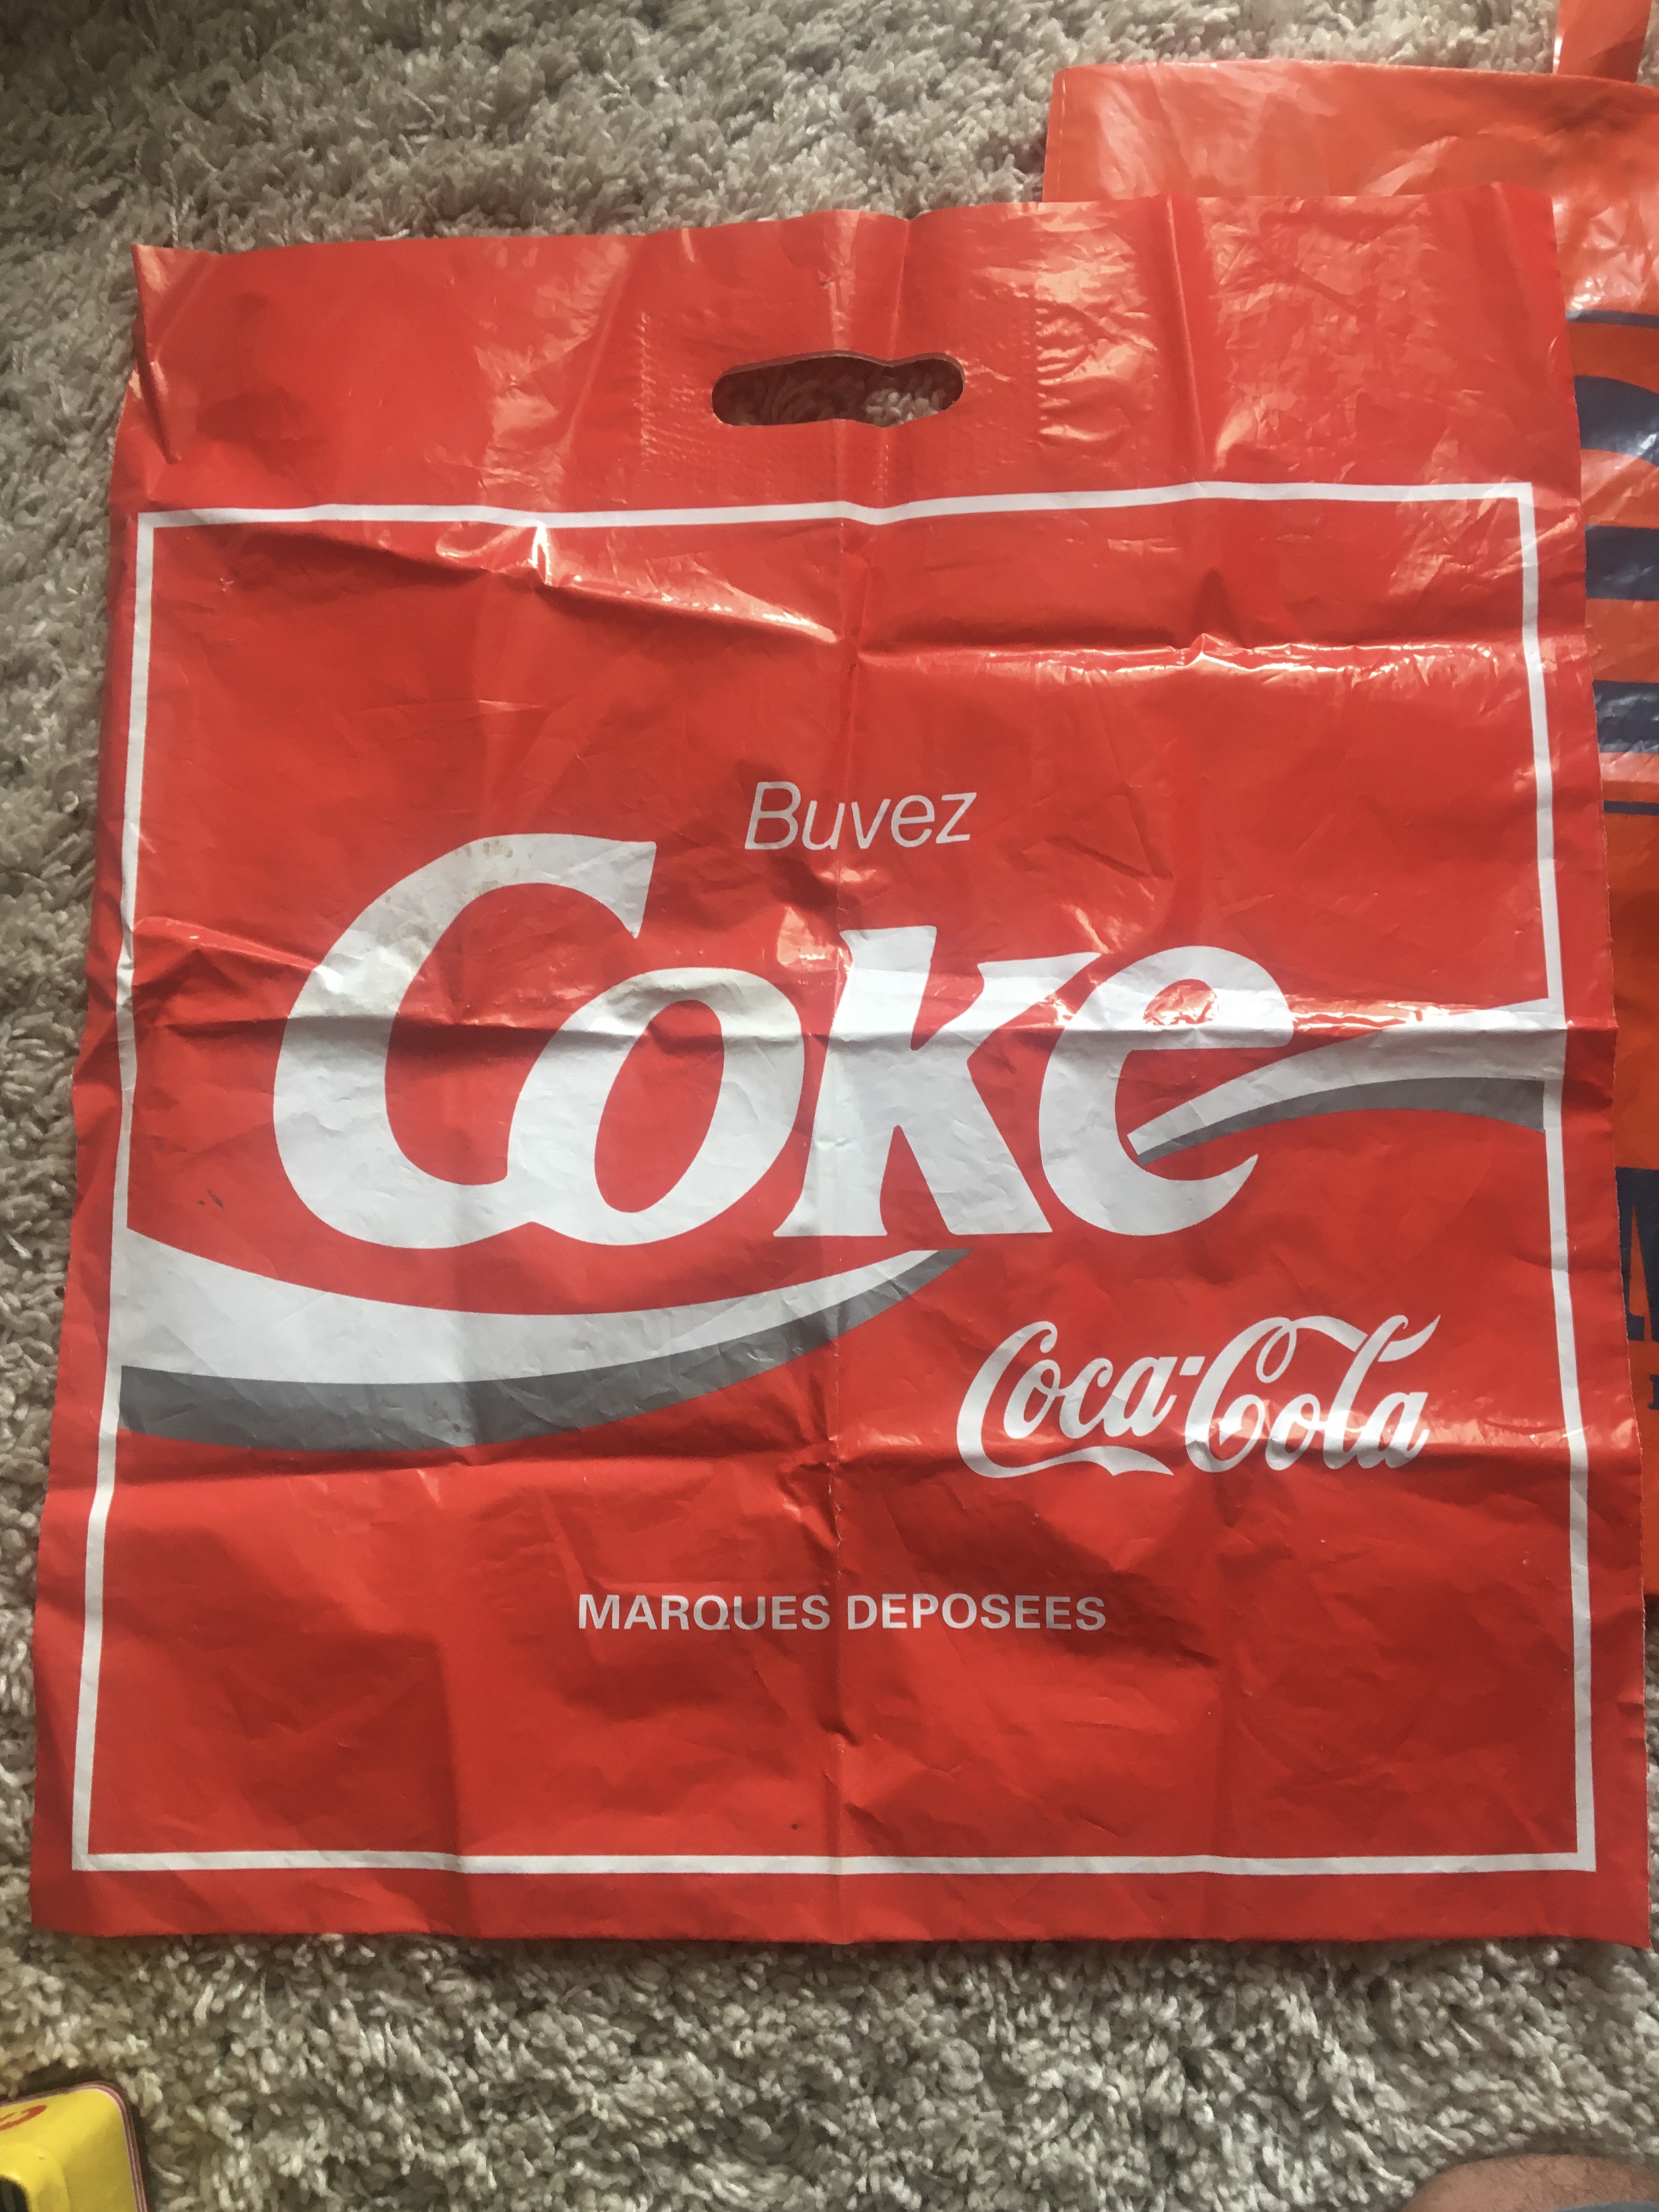 Buvez
Coke
Coca-Cola
MARQUES DEPOSEES